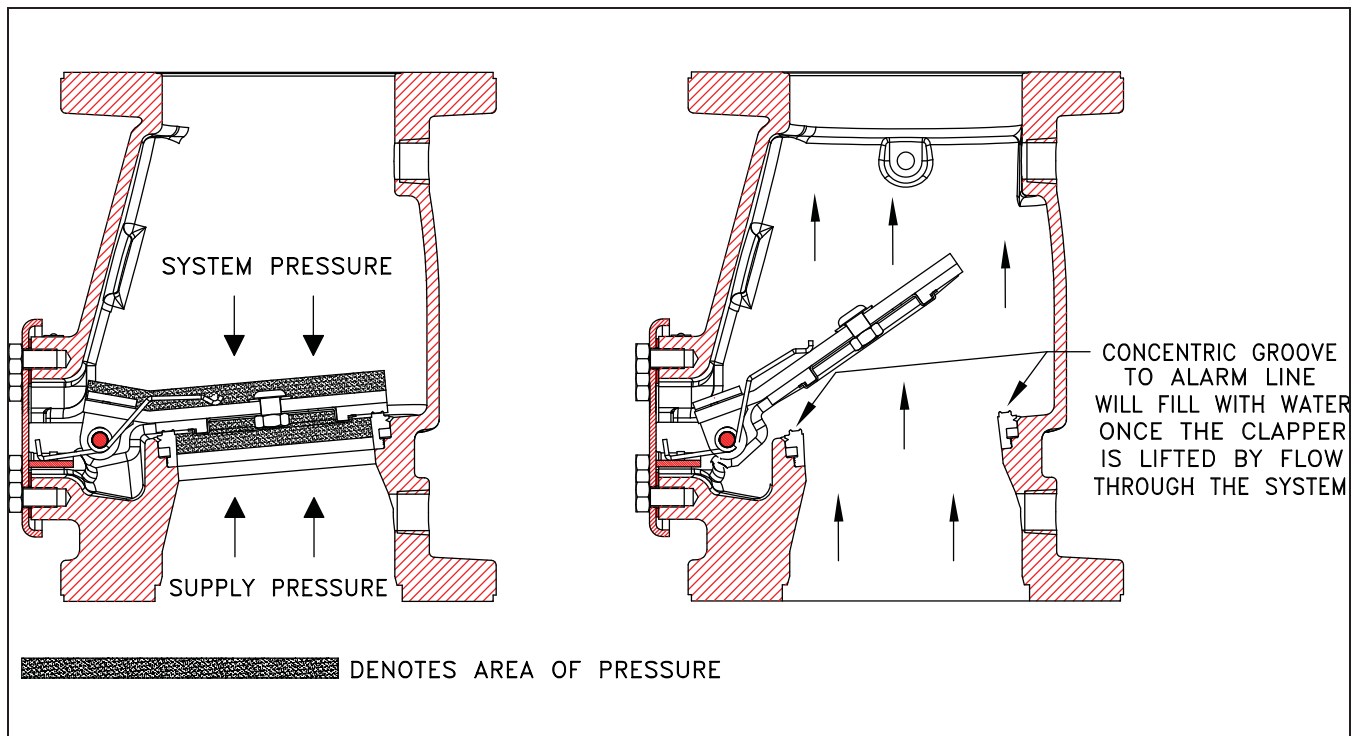 SYSTEM PRESSURE
SUPPLY PRESSURE
CONCENTRIC GROOVE
TO ALARM LINE
WILL FILL WITH WATER
ONCE THE CLAPPER
IS LIFTED BY FLOW
THROUGH THE SYSTEM
DENOTES AREA OF PRESSURE